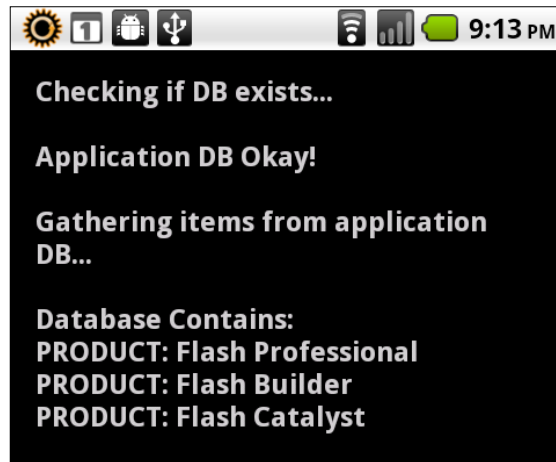 1
9:13 PM
Checking if DB exists...
Application DB Okay!
Gathering items from application
DB...
Database Contains:
PRODUCT: Flash Professional
PRODUCT: Flash Builder
PRODUCT: Flash Catalyst